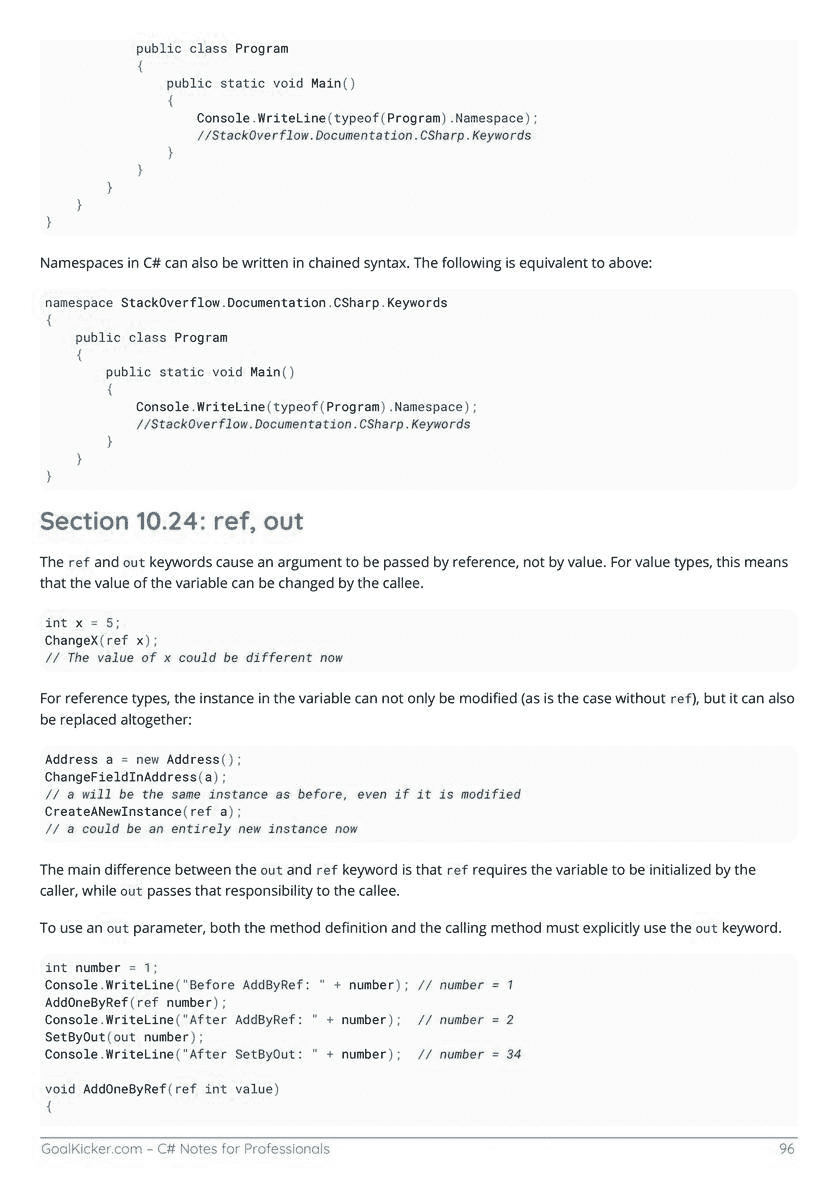 public class Program
{
public static void Main()
{
Console.WriteLine(typeof(Program).Namespace);
//StackOverflow.Documentation.CSharp.Keywords
}
}
}
}
}
Namespaces in C# can also be written in chained syntax. The following is equivalent to above:
namespace StackOverflow.Documentation.CSharp.Keywords
{
public class Program
{
public static void Main()
{
Console.WriteLine(typeof(Program).Namespace);
//StackOverflow.Documentation.CSharp.Keywords
}
}
}
Section 10.24: ref, out
The ref and out keywords cause an argument to be passed by reference, not by value. For value types, this means
that the value of the variable can be changed by the callee.
int x = 5;
ChangeX(ref x);
// The value of x could be different now
For reference types, the instance in the variable can not only be modified (as is the case without ref), but it can also
be replaced altogether:
Address a = new Address();
ChangeFieldInAddress(a);
// a will be the same instance as before, even if it is modified
CreateANewInstance(ref a);
// a could be an entirely new instance now
The main difference between the out and ref keyword is that ref requires the variable to be initialized by the
caller, while out passes that responsibility to the callee.
To use an out parameter, both the method definition and the calling method must explicitly use the out keyword.
int number = 1;
Console.WriteLine("Before AddByRef: " + number); // number = 1
AddOneByRef(ref number);
Console.WriteLine("After AddByRef: " + number);  // number = 2
SetByOut(out number);
Console.WriteLine("After SetByOut: " + number);  // number = 34
void AddOneByRef(ref int value)
{
GoalKicker.com – C# Notes for Professionals 96